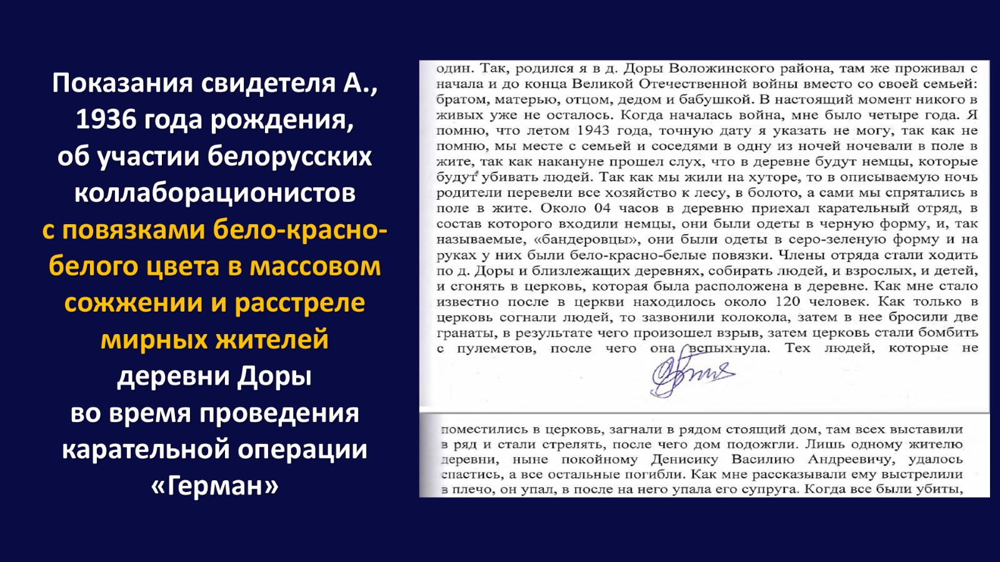 Показания свидетеля А.,
1936 года рождения,
об участии белорусских
коллаборационистов
с повязками бело-красно-
белого цвета в массовом
сожжении и расстреле
мирных жителей
деревни Доры
во время проведения
карательной операции
«Герман»
один. Так, родился я в д. Доры Воложинского района, там же проживал с
начала и до конца Великой Отечественной войны вместо со своей семьей:
братом, матерью, отцом, дедом и бабушкой. В настоящий момент никого в
живых уже не осталось. Когда началась война, мне было четыре года. Я
помню, что летом 1943 года, точную дату я указать не могу, так как не
помню, мы месте с семьей и соседями в одну из ночей ночевали в поле в
жите, так как накануне прошел слух, что в деревне будут немцы, которые
будут убивать людей. Так как мы жили на хуторе, то в описываемую ночь
родители перевели все хозяйство к лесу, в болото, а сами мы спрятались в
поле в жите. Около 04 часов в деревню приехал карательный отряд, в
состав которого входили немцы, они были одеты в черную форму, и, так
называемые, «бандеровцы», они были одеты в серо-зеленую форму и на
руках у них были бело-красно-белые повязки. Члены отряда стали ходить
по д. Доры и близлежащих деревнях, собирать людей, и взрослых, и детей,
и сгонять в церковь, которая была расположена в деревне. Как мне стало
известно после в церкви находилось около 120 человек. Как только в
церковь согнали людей, то зазвонили колокола, затем в нее бросили две
гранаты, в результате чего произошел взрыв, затем церковь стали бомбить
с пулеметов, после чего она вспыхнула. Тех людей, которые не
поместились в церковь, загнали в рядом стоящий дом, там всех выставили
в ряд и стали стрелять, после чего дом подожгли. Лишь одному жителю
деревни, ныне покойному Денисику Василию Андреевичу, удалось
спастись, а все остальные погибли. Как мне рассказывали ему выстрелили
в плечо, он упал, в после на него упала его супруга. Когда все были убиты,